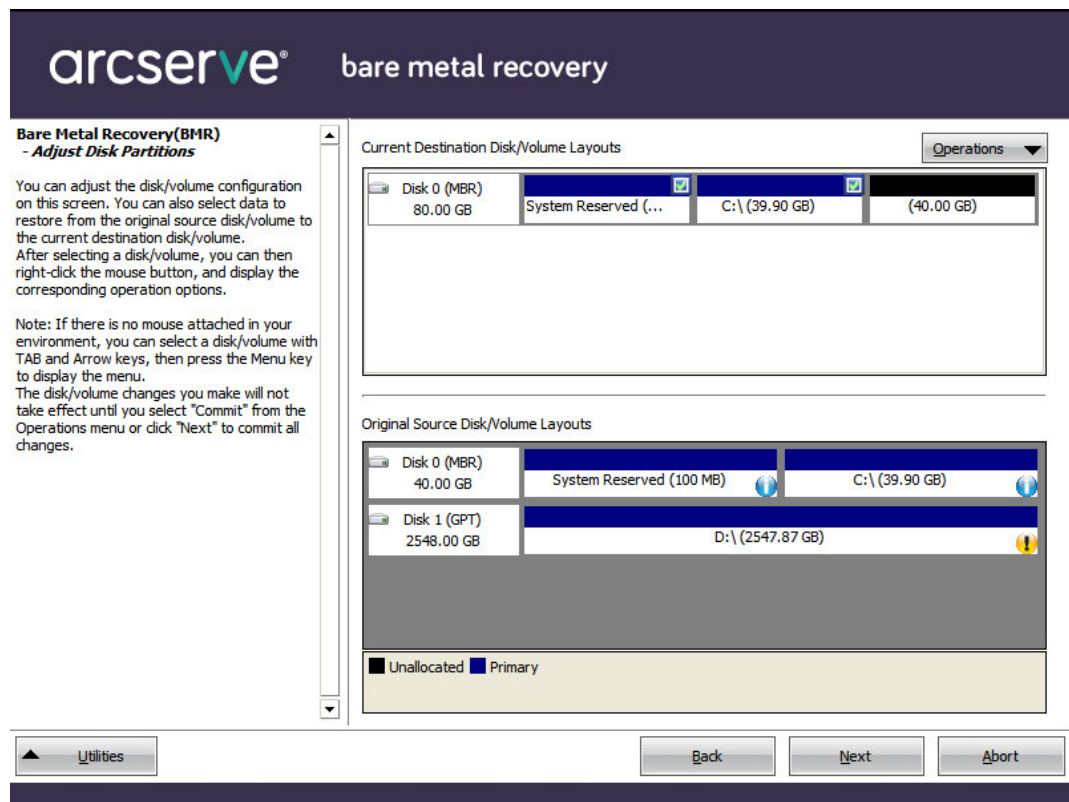 arcserve®
bare metal recovery
Bare Metal Recovery(BMR)
- Adjust Disk Partitions
You can adjust the disk/volume configuration
on this screen. You can also select data to
restore from the original source disk/volume to
the current destination disk/volume.
After selecting a disk/volume, you can then
right-click the mouse button, and display the
corresponding operation options.
Note: If there is no mouse attached in your
environment, you can select a disk/volume with
TAB and Arrow keys, then press the Menu key
to display the menu.
The disk/volume changes you make will not
take effect until you select "Commit" from the
Operations menu or click "Next" to commit all
changes.
Current Destination Disk/Volume Layouts
Operations
Disk 0 (MBR)
80.00 GB
System Reserved (...
C:\ (39.90 GB)
(40.00 GB)
Original Source Disk/Volume Layouts
Disk 0 (MBR)
40.00 GB
System Reserved (100 MB)
C:\ (39.90 GB)
Disk 1 (GPT)
2548.00 GB
D:\ (2547.87 GB)
Unallocated
Primary
Utilities
Back
Next
Abort